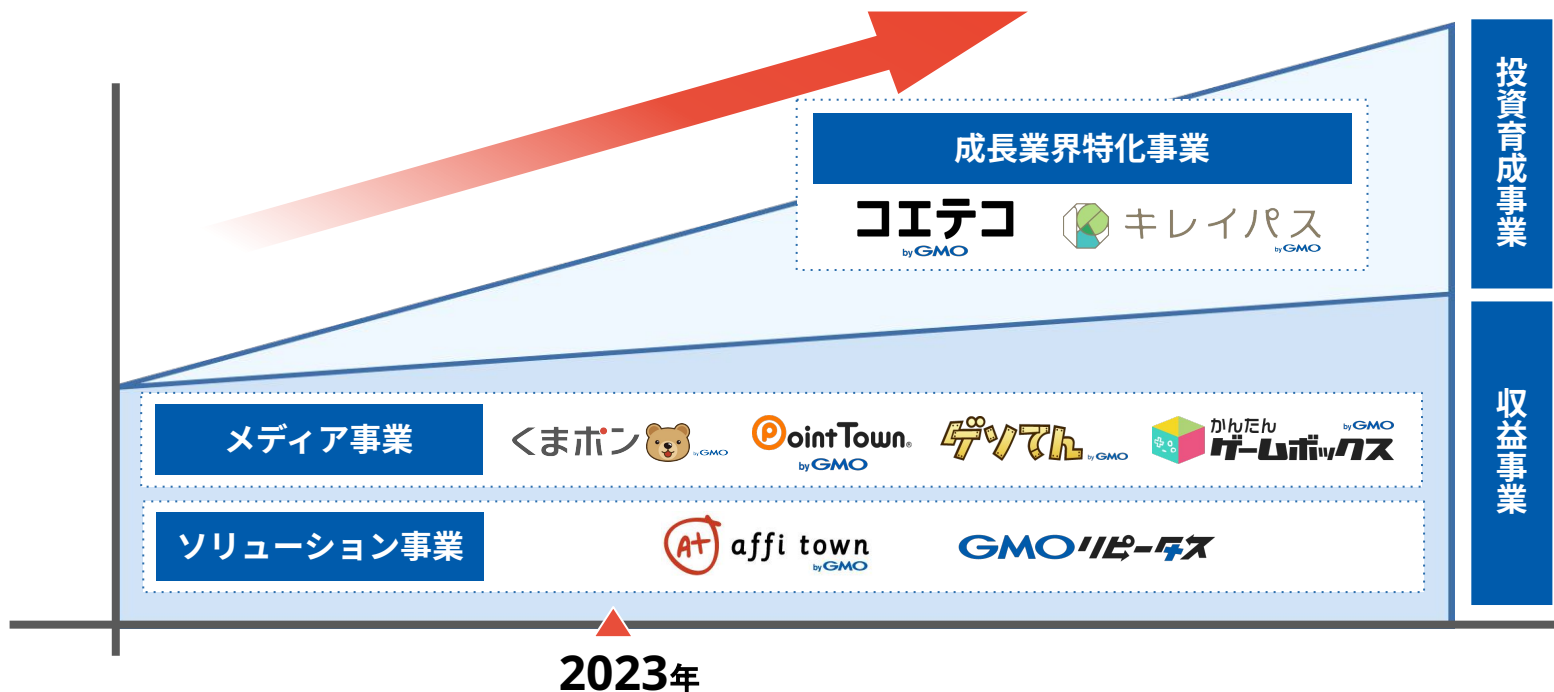 成長業界特化事業
コエテコ
by GMO
キレイパス
by GMO
投資育成事業
メディア事業
くまポン
by GMO
PointTown®
by GMO
ゲソてん
by GMO
かんたん
ゲームボックス
by GMO
ソリューション事業
A+
affi town
by GMO
GMOリピータス
収益事業
2023年